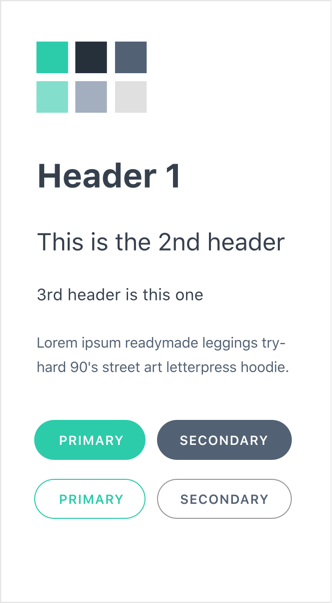 Header 1
This is the 2nd header
3rd header is this one
Lorem ipsum readymade leggings try-
hard 90's street art letterpress hoodie.
PRIMARY
SECONDARY
PRIMARY
SECONDARY